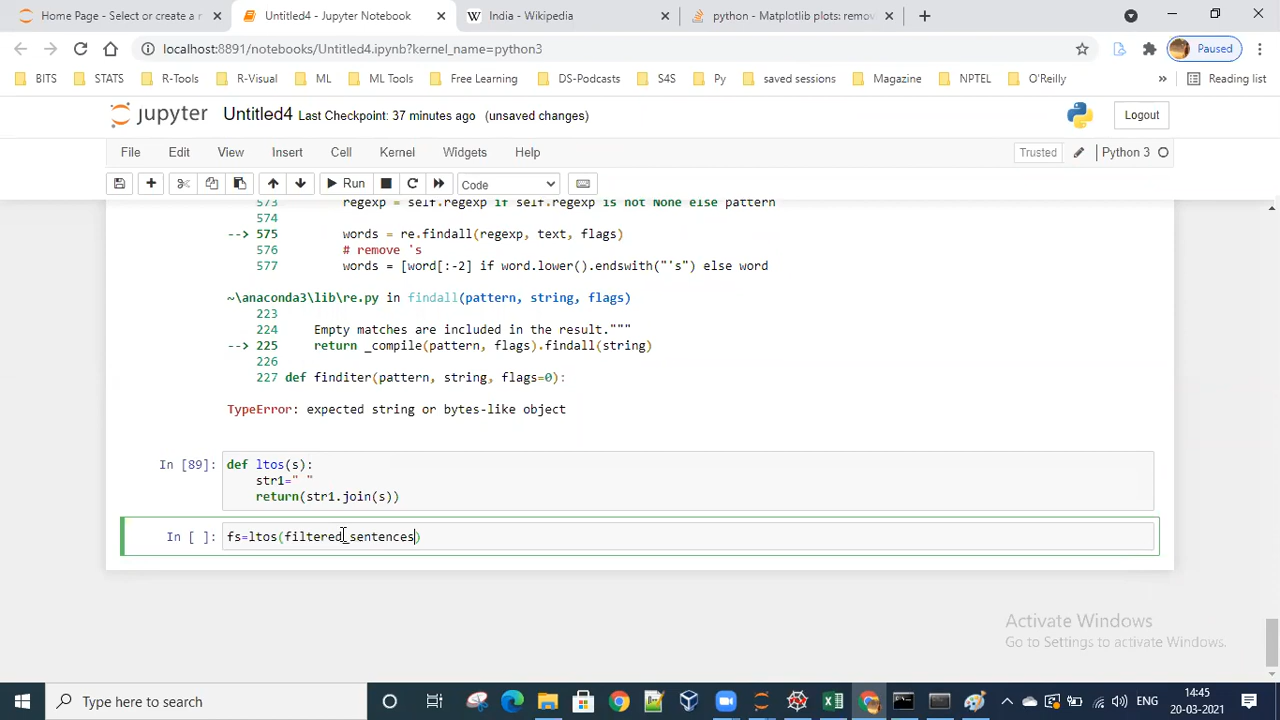 Home Page - Select or create a n
Untitled4 - Jupyter Notebook
India - Wikipedia
python - Matplotlib plots: remov
localhost:8891/notebooks/Untitled4.ipynb?kernel_name=python3
Paused
BITS
STATS
R-Tools
R-Visual
ML
ML Tools
Free Learning
DS-Podcasts
S4S
Py
saved sessions
Magazine
NPTEL
O'Reilly
»
Reading list
jupyter Untitled4 Last Checkpoint: 37 minutes ago (unsaved changes)
Logout
File Edit View Insert Cell Kernel Widgets Help
Trusted
Python 3
Run
Code
573 regexp = self.regexp if self.regexp is not None else pattern
574
--> 575 words = re.findall(regexp, text, flags)
576 # remove 's
577 words = [word[:-2] if word.lower().endswith("'s") else word
~\anaconda3\lib\re.py in findall(pattern, string, flags)
223
224 Empty matches are included in the result."""
--> 225 return _compile(pattern, flags).findall(string)
226
227 def finditer(pattern, string, flags=0):
TypeError: expected string or bytes-like object
In [89]: def ltos(s):
str1=" "
return(str1.join(s))
In [ ]: fs=ltos(filtered_sentences)
Activate Windows
Go to Settings to activate Windows.
Type here to search
ENG
14:45
20-03-2021